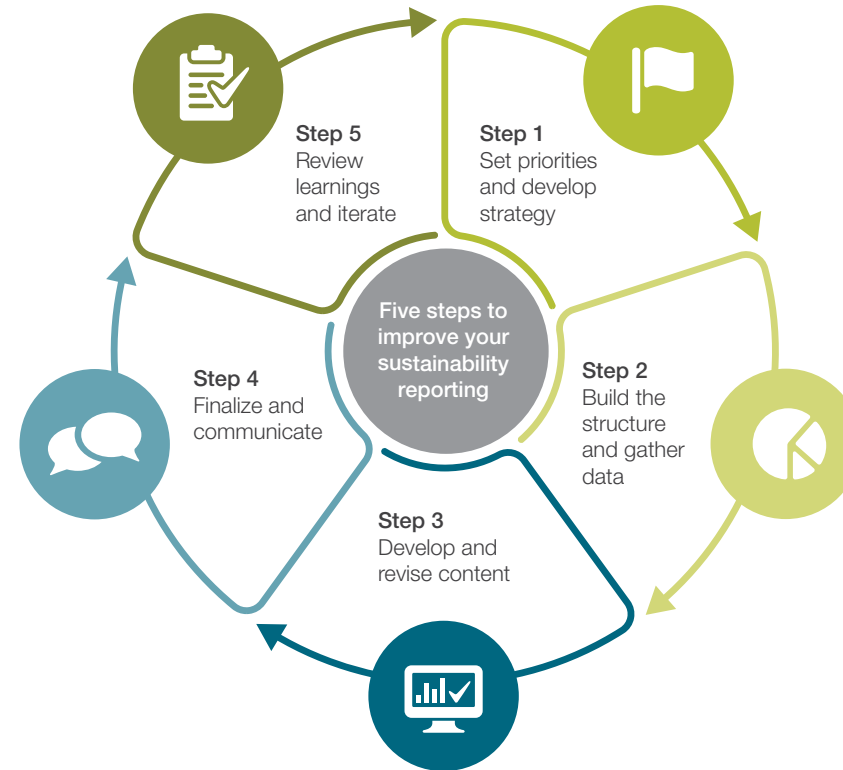 Five steps to
improve your
sustainability
reporting
Step 1
Set priorities
and develop
strategy
Step 2
Build the
structure
and gather
data
Step 3
Develop and
revise content
Step 4
Finalize and
communicate
Step 5
Review
learnings
and iterate